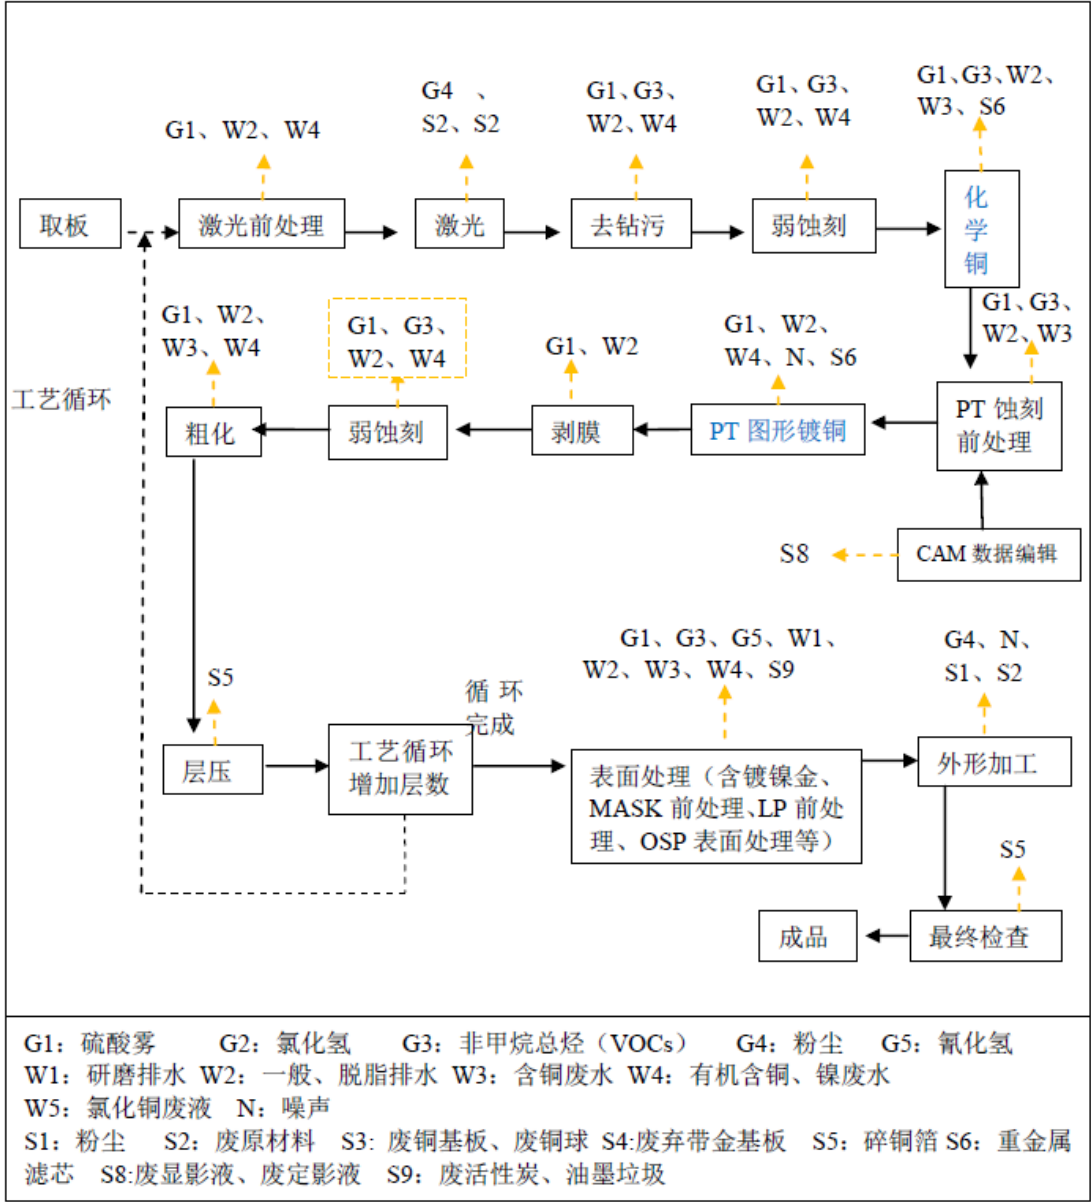 G1、W2、W4
G4 、
S2、S2
G1、G3、
W2、W4
G1、G3、
W2、W4
G1、G3、W2、
W3、S6
取板
激光前处理
激光
去钻污
弱蚀刻
化
学
铜
G1、W2、
W3、W4
G1、G3、
W2、W4
G1、W2
G1、W2、
W4、N、S6
G1、G3、
W2、W3
工艺循环
粗化
弱蚀刻
剥膜
PT 图形镀铜
PT 蚀刻
前处理
S8
CAM 数据编辑
S5
循 环
完成
G1、G3、G5、W1、
W2、W3、W4、S9
G4、N、
S1、S2
层压
工艺循环
增加层数
表面处理（含镀镍金、
MASK 前处理、LP 前处
理、OSP 表面处理等）
外形加工
S5
成品
最终检查
G1：硫酸雾 G2：氯化氢 G3：非甲烷总烃（VOCs） G4：粉尘 G5：氰化氢
W1：研磨排水 W2：一般、脱脂排水 W3：含铜废水 W4：有机含铜、镍废水
W5：氯化铜废液 N：噪声
S1：粉尘 S2：废原材料 S3: 废铜基板、废铜球 S4:废弃带金基板 S5：碎铜箔 S6：重金属
滤芯 S8:废显影液、废定影液 S9：废活性炭、油墨垃圾